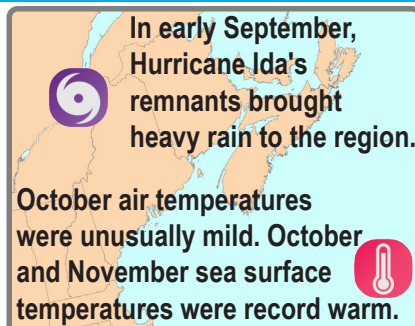 In early September,
Hurricane Ida's
remnants brought
heavy rain to the region.
October air temperatures
were unusually mild. October
and November sea surface
temperatures were record warm.